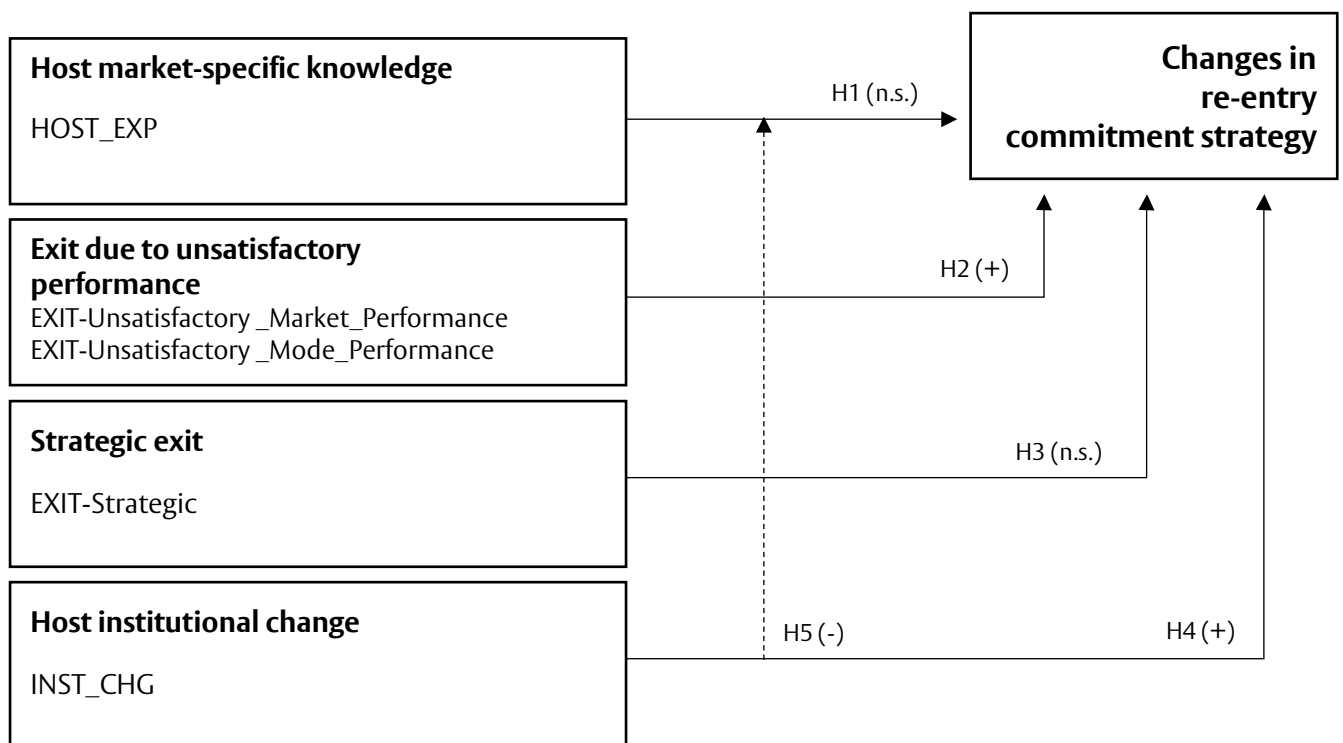 Host market-specific knowledge
HOST_EXP
H1 (n.s.)
Changes in
re-entry
commitment strategy
Exit due to unsatisfactory
performance
EXIT-Unsatisfactory _Market_Performance
EXIT-Unsatisfactory _Mode_Performance
H2 (+)
Strategic exit
EXIT-Strategic
H3 (n.s.)
Host institutional change
INST_CHG
H5 (-)
H4 (+)